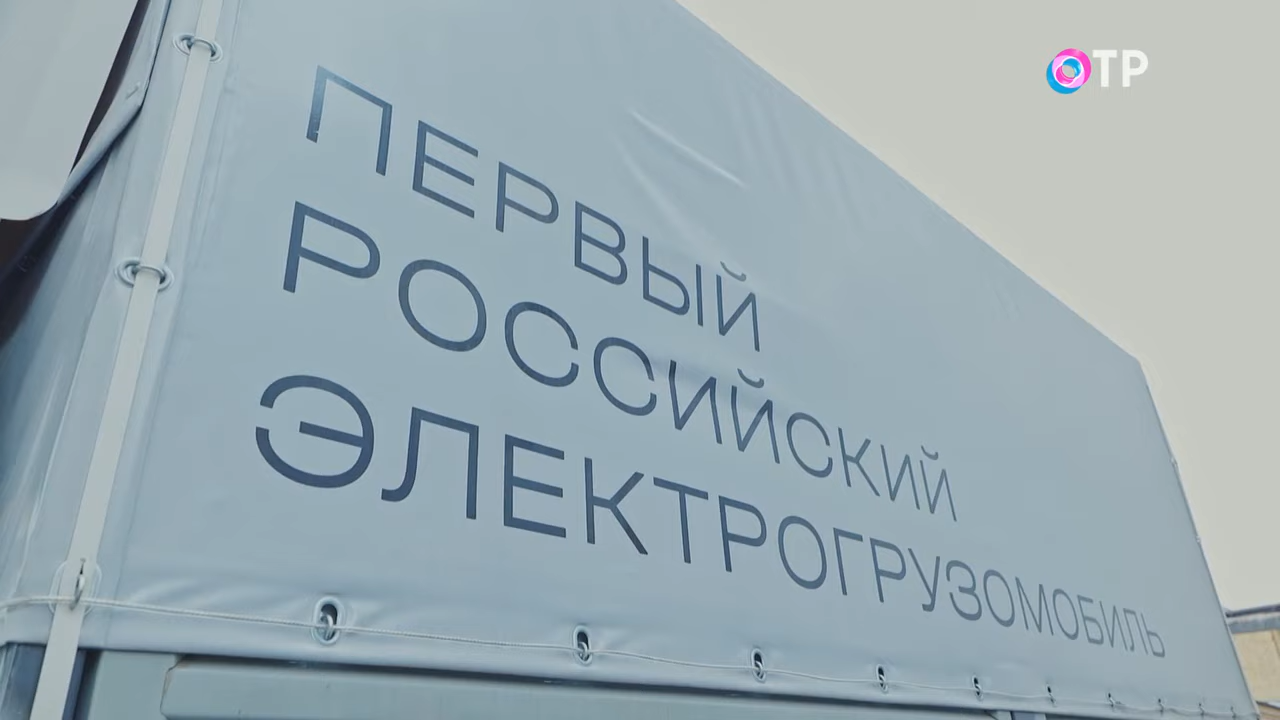 ОТР
ПЕРВЫЙ
РОССИЙСКИЙ
ЭЛЕКТРОГРУЗОМОБИЛЬ